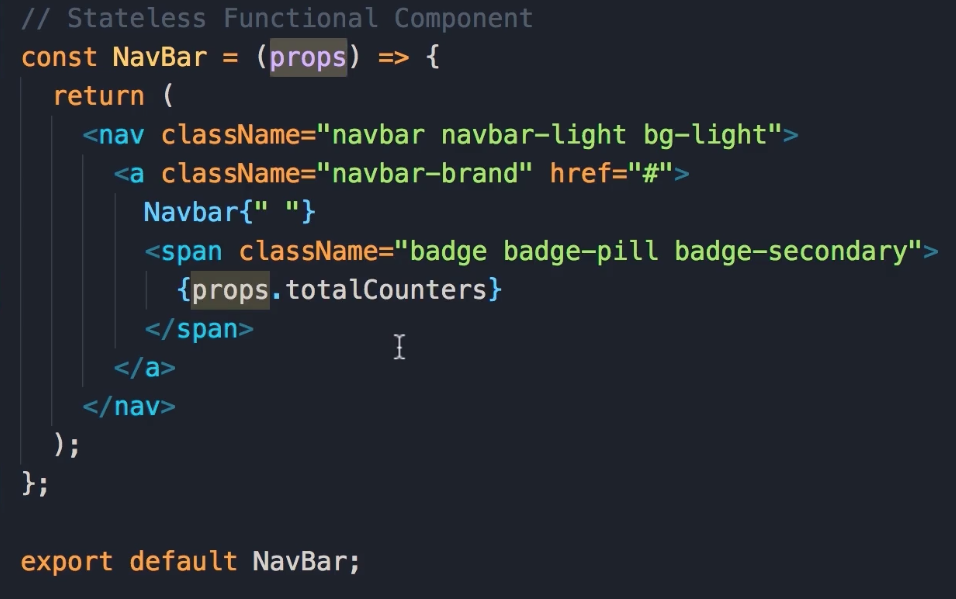 // Stateless Functional Component
const NavBar = (props) => {
return (
<nav className="navbar navbar-light bg-light">
<a className="navbar-brand" href="#">
Navbar{" "}
<span className="badge badge-pill badge-secondary">
{props.totalCounters}
</span>
</a>
</nav>
);
};
export default NavBar;